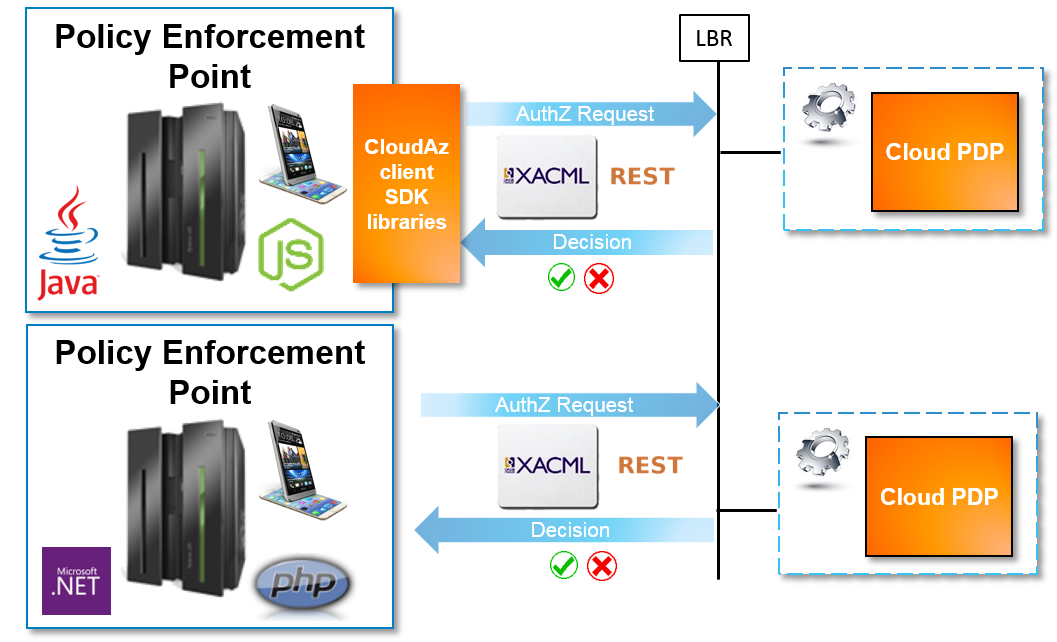 Policy Enforcement
Point
LBR
CloudAz
client
SDK
libraries
AuthZ Request
XACML
REST
Decision
Cloud PDP
Java
JS
Policy Enforcement
Point
AuthZ Request
XACML
REST
Decision
Cloud PDP
Microsoft
.NET
php